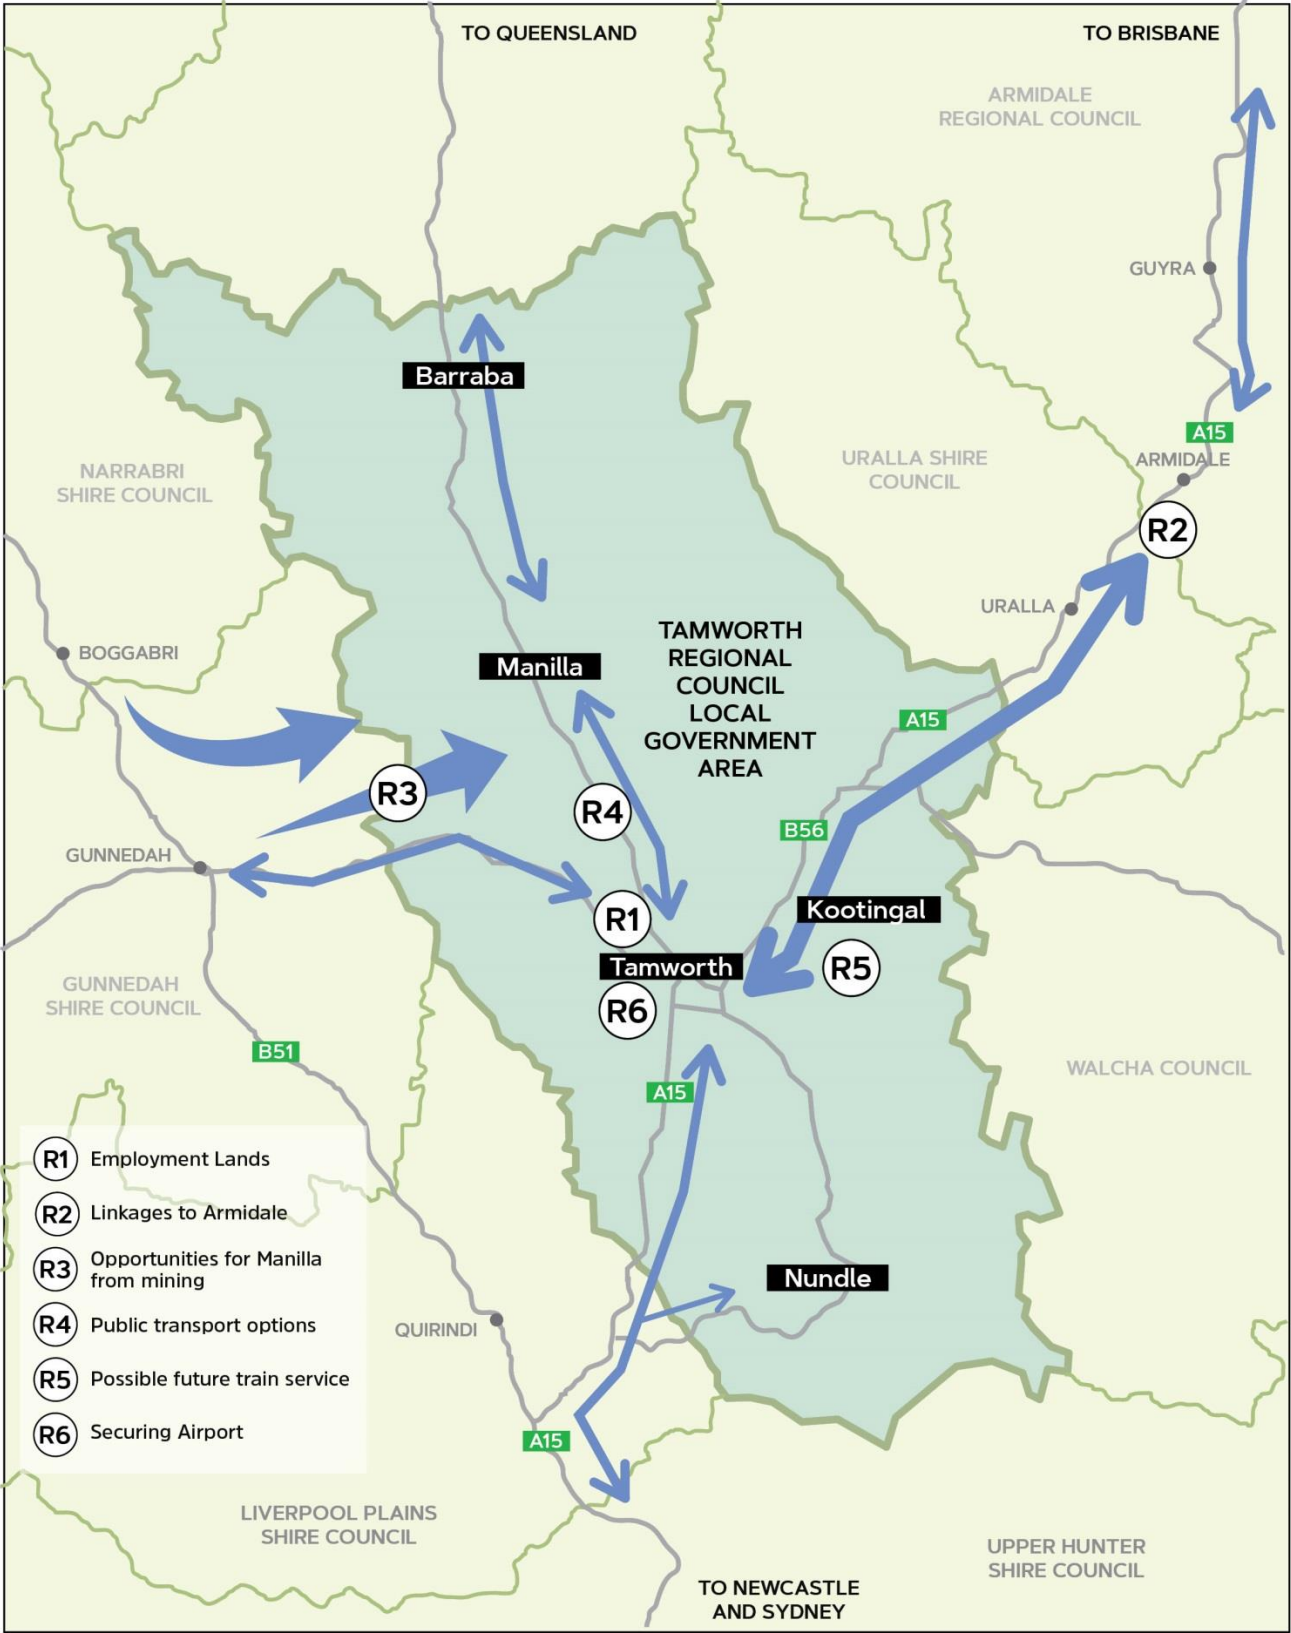 TO QUEENSLAND
TO BRISBANE
ARMIDALE
REGIONAL COUNCIL
GUYRA
Barraba
A15
ARMIDALE
NARRABRI
SHIRE COUNCIL
URALLA SHIRE
COUNCIL
R2
URALLA
BOGGABRI
Manilla
TAMWORTH
REGIONAL
COUNCIL
LOCAL
GOVERNMENT
AREA
A15
R3
R4
B56
GUNNEDAH
R1
Kootingal
Tamworth
R5
R6
GUNNEDAH
SHIRE COUNCIL
B51
A15
WALCHA COUNCIL
R1 Employment Lands
R2 Linkages to Armidale
R3 Opportunities for Manilla
from mining
R4 Public transport options
R5 Possible future train service
R6 Securing Airport
Nundle
QUIRINDI
A15
LIVERPOOL PLAINS
SHIRE COUNCIL
UPPER HUNTER
SHIRE COUNCIL
TO NEWCASTLE
AND SYDNEY